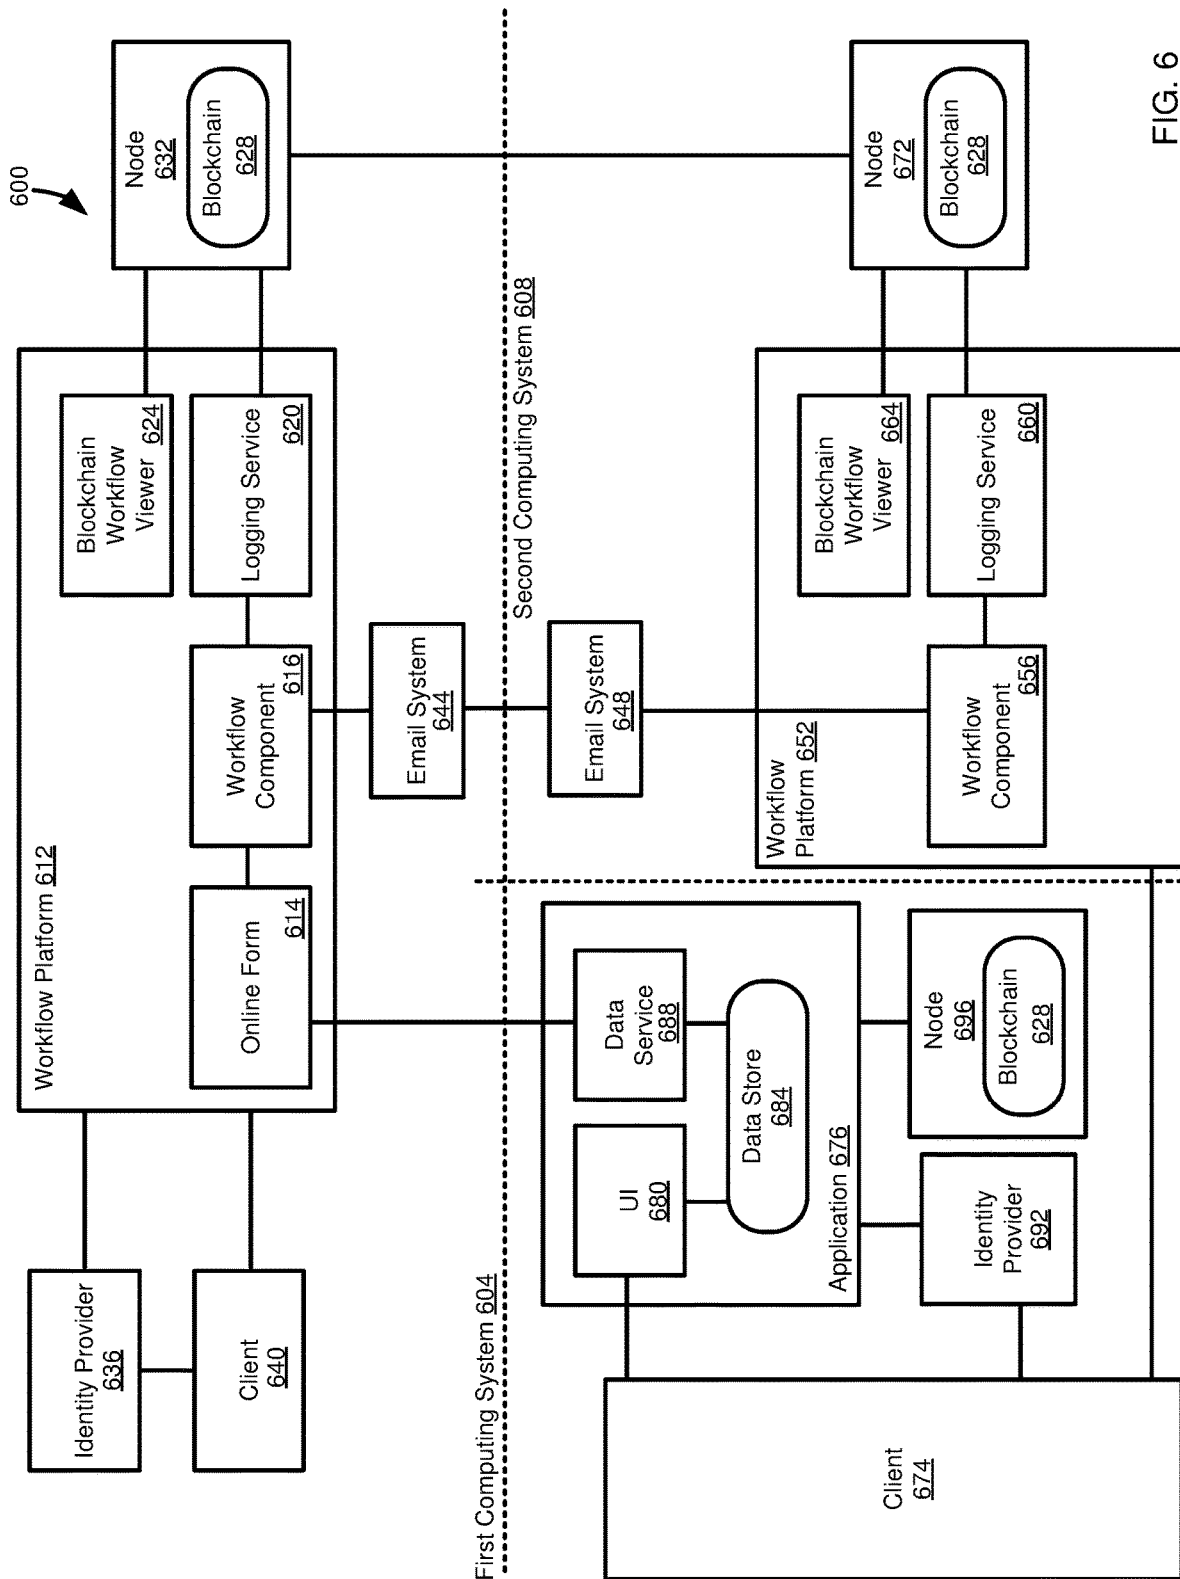 600
Workflow Platform 612
Identity Provider
636
Client
640
Online Form
614
Workflow
Component
616
Blockchain
Workflow
Viewer
624
Logging Service
620
Node
632
Blockchain
628
Email System
644
First Computing System 604
Second Computing System 608
Email System
648
Client
674
UI
680
Data
Service
688
Data Store
684
Application 676
Identity
Provider
692
Node
696
Blockchain
628
Workflow
Platform 652
Workflow
Component
656
Blockchain
Workflow
Viewer
664
Logging Service
660
Node
672
Blockchain
628
FIG. 6